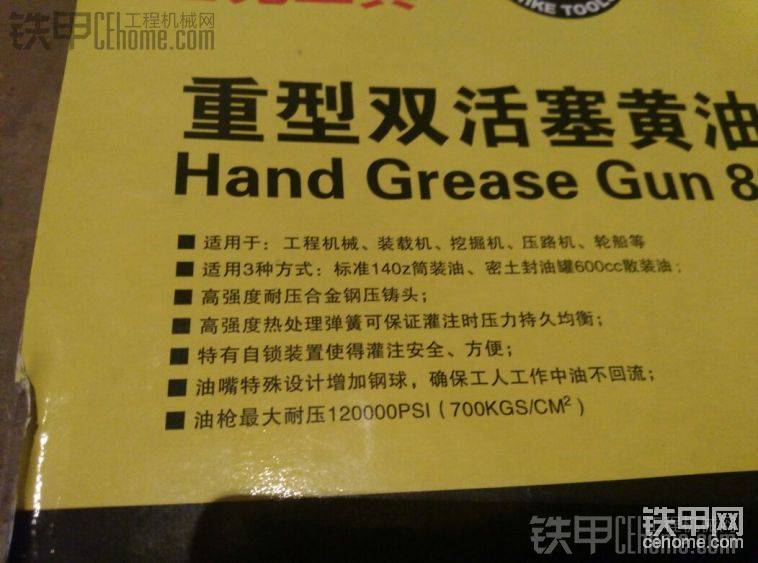 铁甲 工程机械网
CEhome.com
IKE TOOLS
重型双活塞黄油
Hand Grease Gun 8
■ 适用于：工程机械、装载机、挖掘机、压路机、轮船等
■ 适用3种方式：标准140z筒装油、密土封油罐600cc散装油；
■ 高强度耐压合金钢压铸头；
■ 高强度热处理弹簧可保证灌注时压力持久均衡；
■ 特有自锁装置使得灌注安全、方便；
■ 油嘴特殊设计增加钢球，确保工人工作中油不回流；
■ 油枪最大耐压120000PSI（700KGS/CM²）
铁甲网
cehome.com
铁甲 CEhome.com